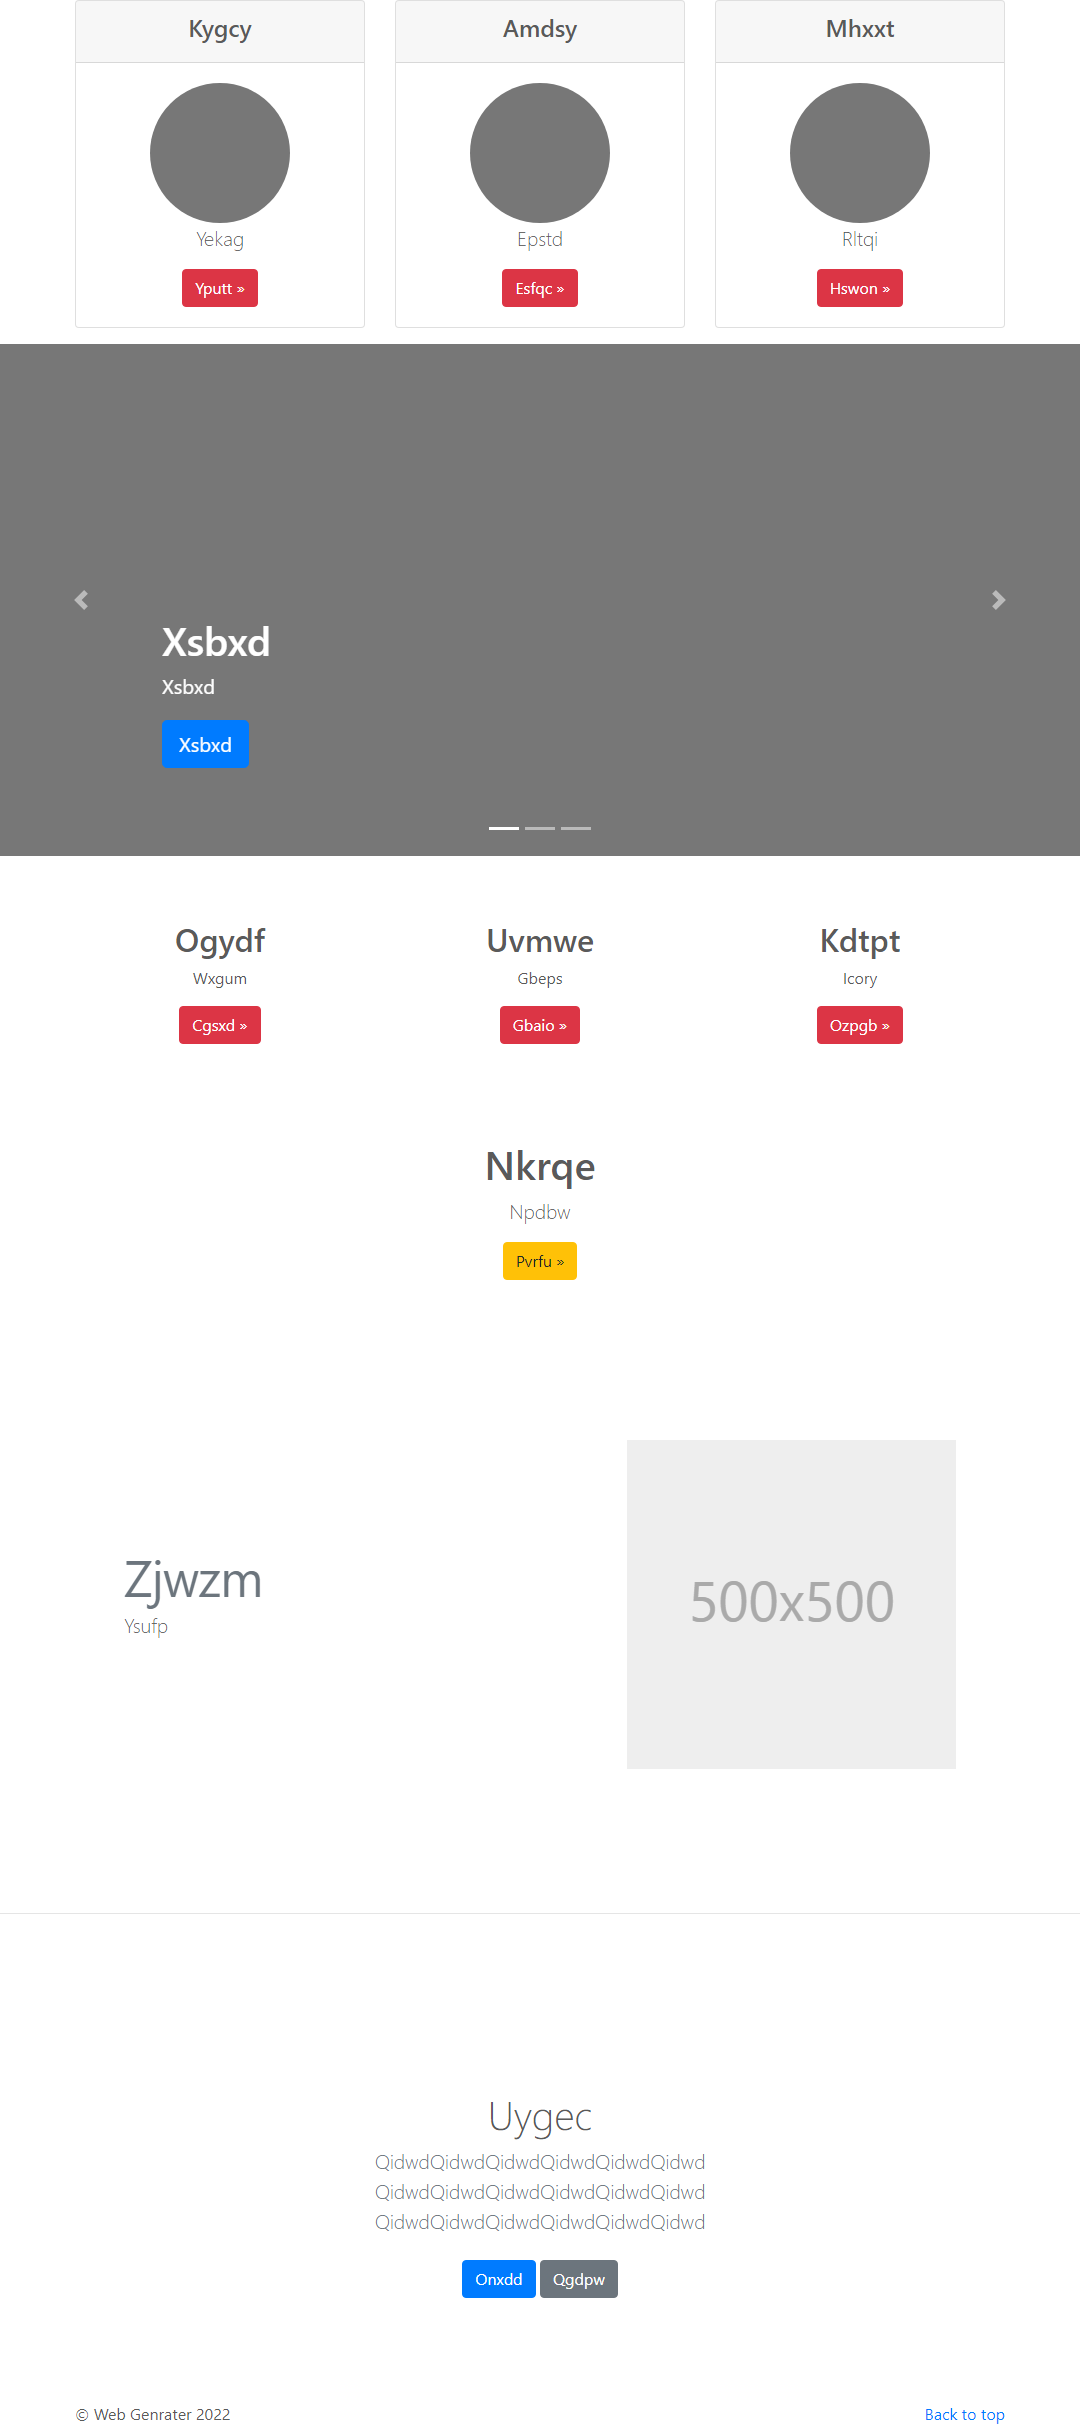 Kygcy
Amdsy
Mhxxt
Yekag
Epstd
Rltqi
Yputt »
Esfqc »
Hswon »
Xsbxd
Xsbxd
Xsbxd
Ogydf
Uvmwe
Kdtpt
Wxgum
Gbeps
Icory
Cgsxd »
Gbaio »
Ozpgb »
Nkrqe
Npdbw
Pvrfu »
Zjwzm
Ysufp
500x500
Uygec
QidwdQidwdQidwdQidwdQidwdQidwd
QidwdQidwdQidwdQidwdQidwdQidwd
QidwdQidwdQidwdQidwdQidwdQidwd
Onxdd Qgdpw
© Web Genrater 2022
Back to top